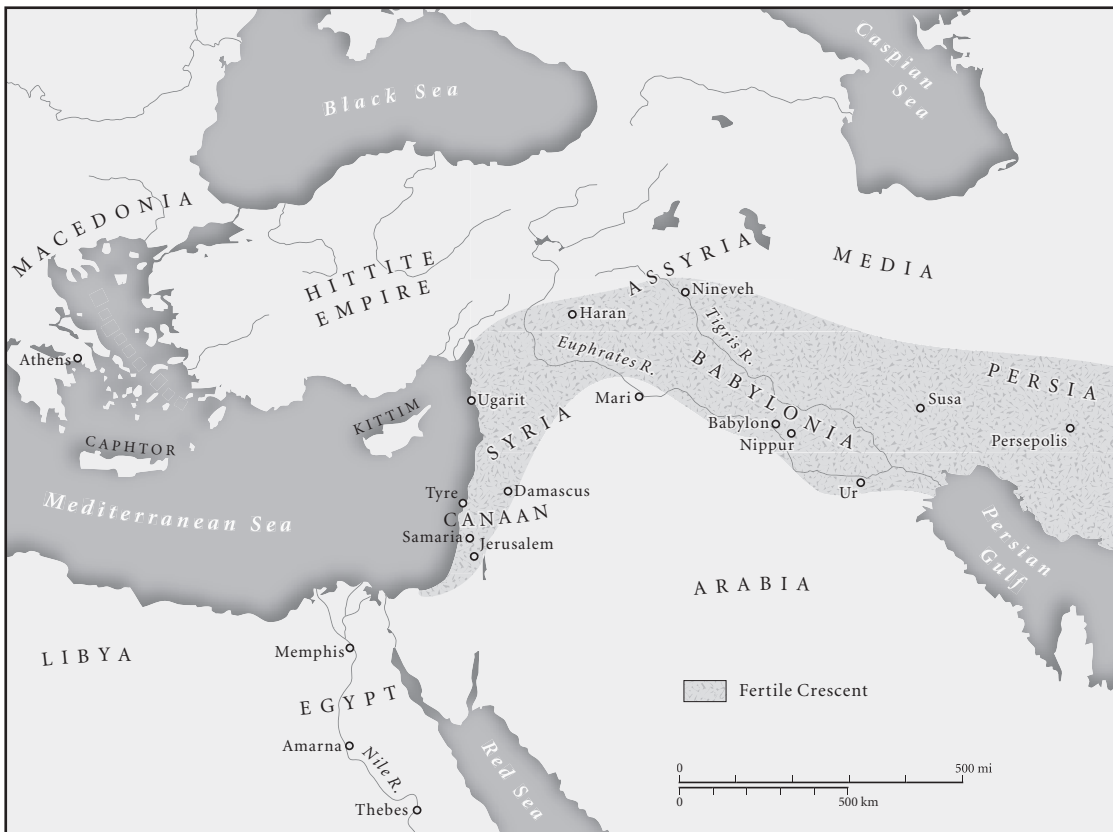 Black Sea
Caspian
Sea
MACEDONIA
HITTITE
EMPIRE
ASSYRIA
MEDIA
Nineveh
Haran
Tigris R.
Athens
Euphrates R.
BABYLONIA
PERSIA
Ugarit
Mari
Susa
KITTIM
SYRIA
Babylon
Nippur
Persepolis
CAPHTOR
Ur
Tyre
Damascus
Mediterranean Sea
CANAAN
Samaria
Jerusalem
Persian
Gulf
ARABIA
LIBYA
Memphis
EGYPT
Fertile Crescent
Amarna
Nile R.
Red Sea
Thebes
0 500 mi
0 500 km